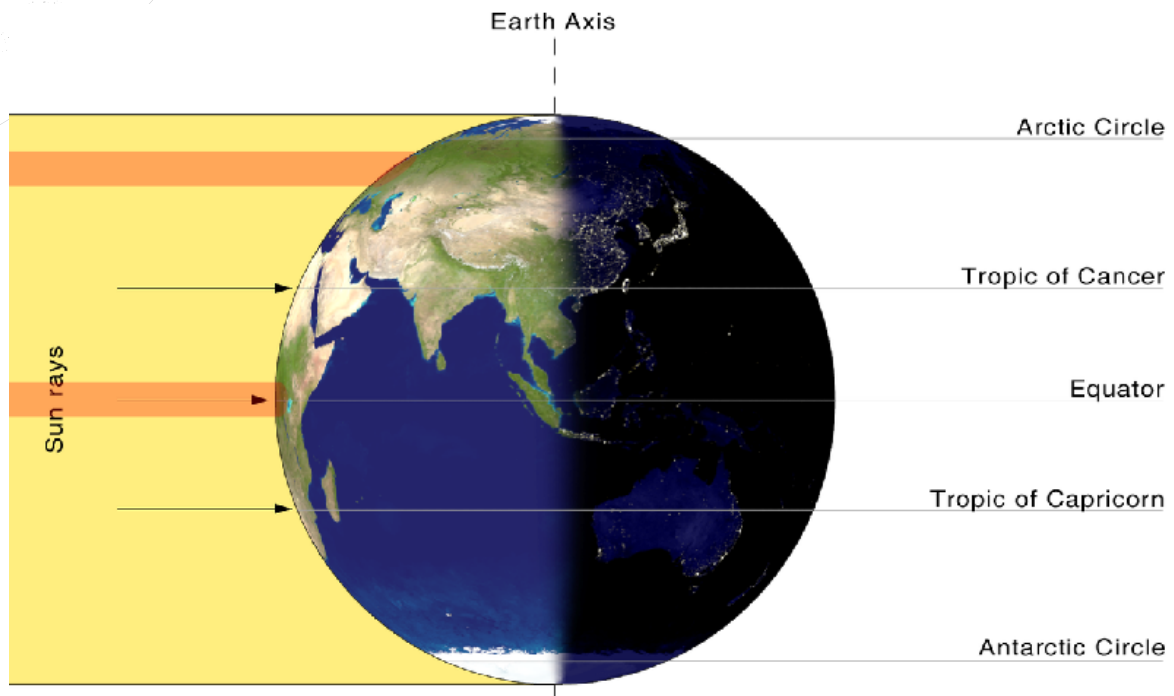 Earth Axis
Arctic Circle
Tropic of Cancer
Sun rays
Equator
Tropic of Capricorn
Antarctic Circle